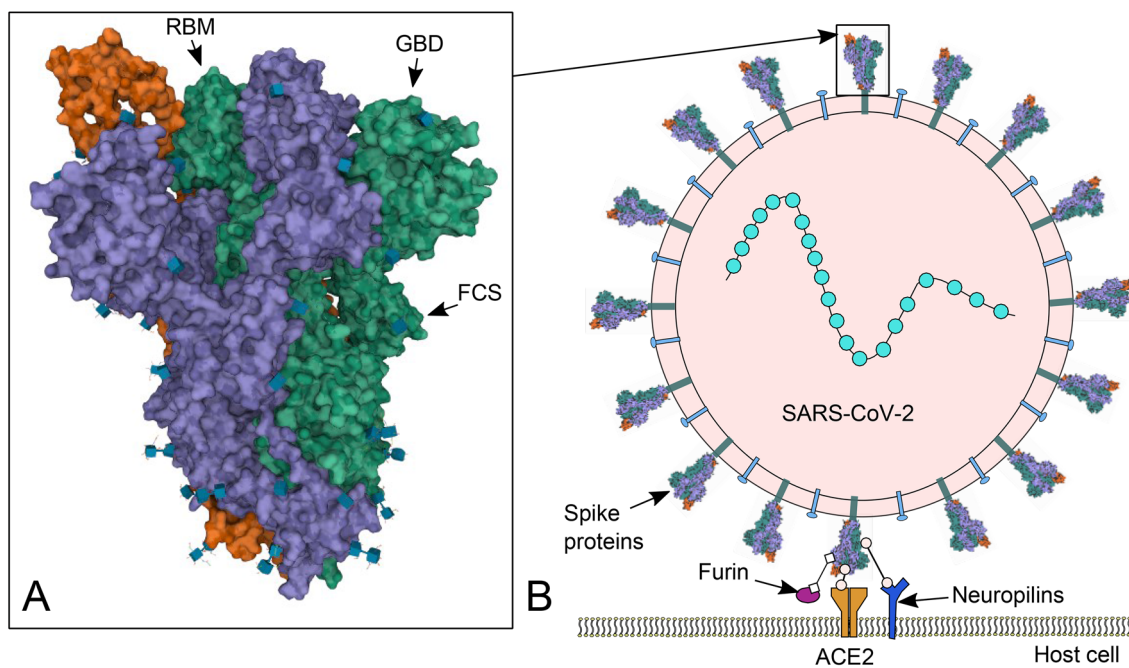 RBM
GBD
FCS
A
SARS-CoV-2
Spike
proteins
Furin
Neuropilins
B
ACE2
Host cell